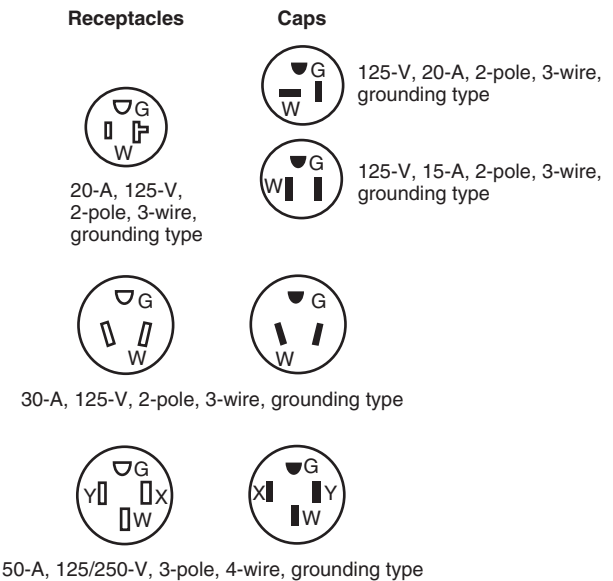 Receptacles
Caps
G
W
20-A, 125-V,
2-pole, 3-wire,
grounding type
G
W
125-V, 20-A, 2-pole, 3-wire,
grounding type
G
W
125-V, 15-A, 2-pole, 3-wire,
grounding type
G
W
G
W
30-A, 125-V, 2-pole, 3-wire, grounding type
G
Y X
W
G
X Y
W
50-A, 125/250-V, 3-pole, 4-wire, grounding type